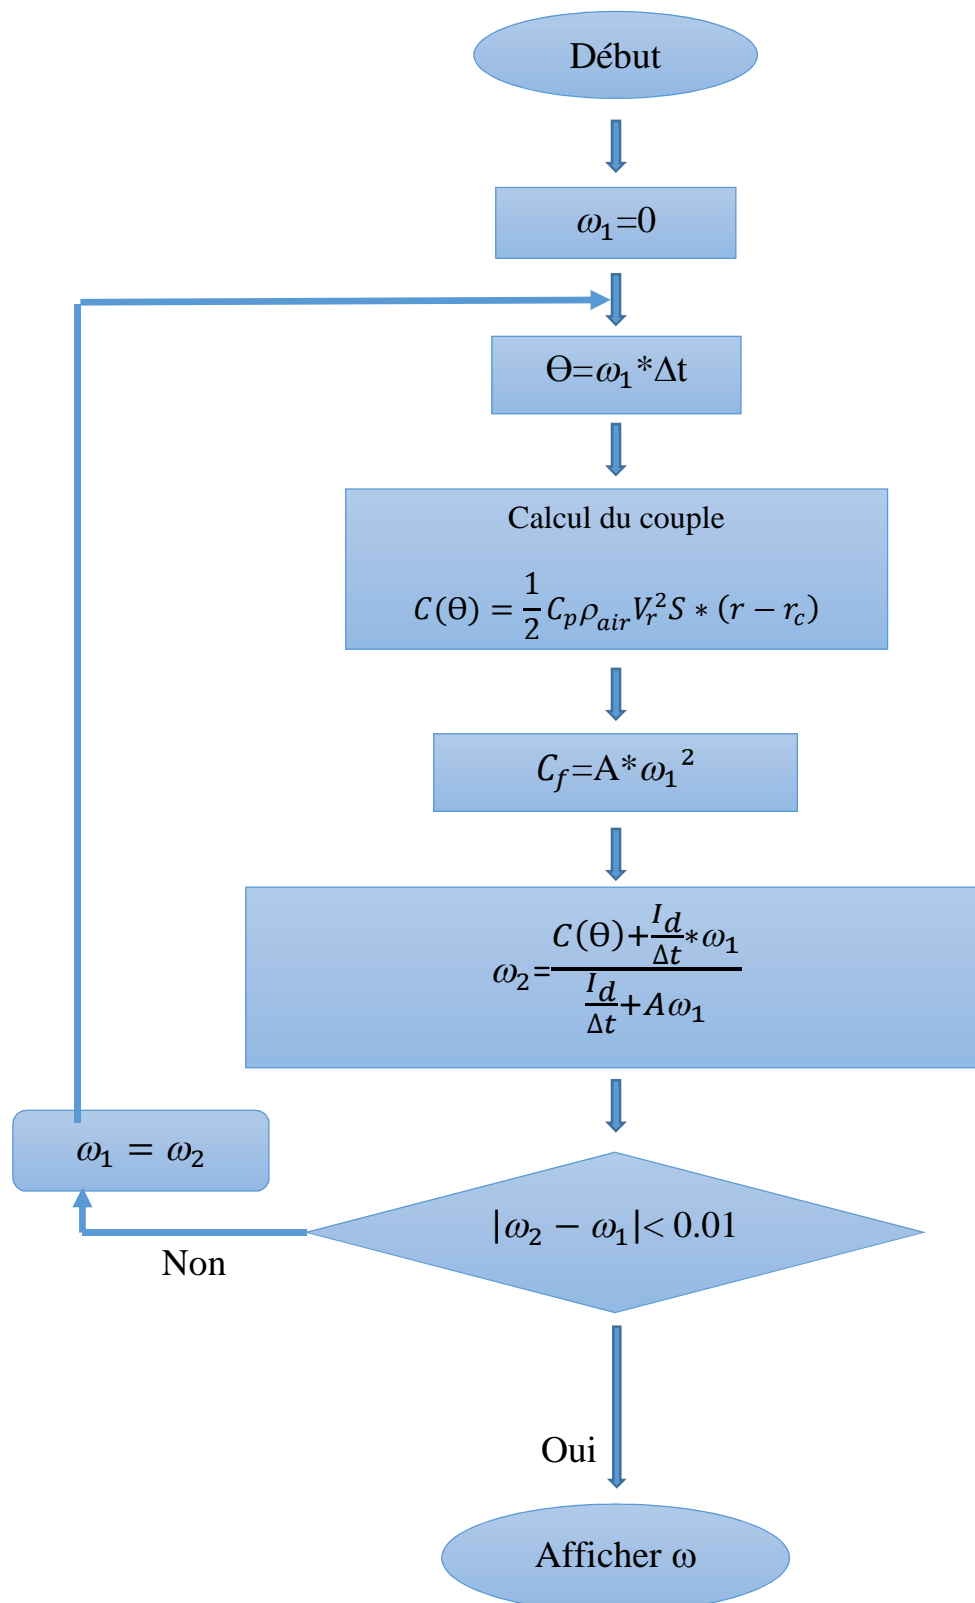 Début
ω₁=0
Ө=ω₁*Δt
Calcul du couple
C(Ө) = 1/2 C_p ρ_air V_r² S * (r − r_c)
C_f=A*ω₁²
ω₂=(C(Ө)+I_d/Δt*ω₁)/(I_d/Δt+Aω₁)
ω₁ = ω₂
|ω₂ − ω₁|< 0.01
Non
Oui
Afficher ω